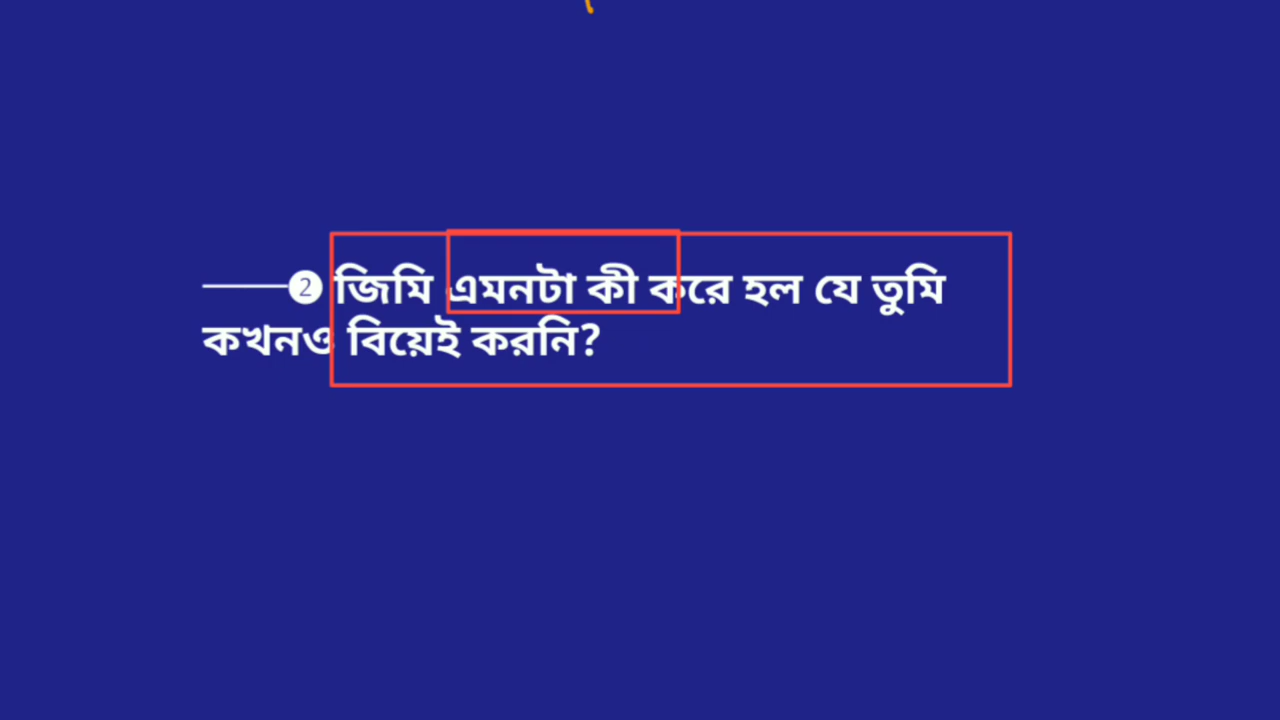 2 জিমি এমনটা কী করে হল যে তুমি
কখনও বিয়েই করনি?